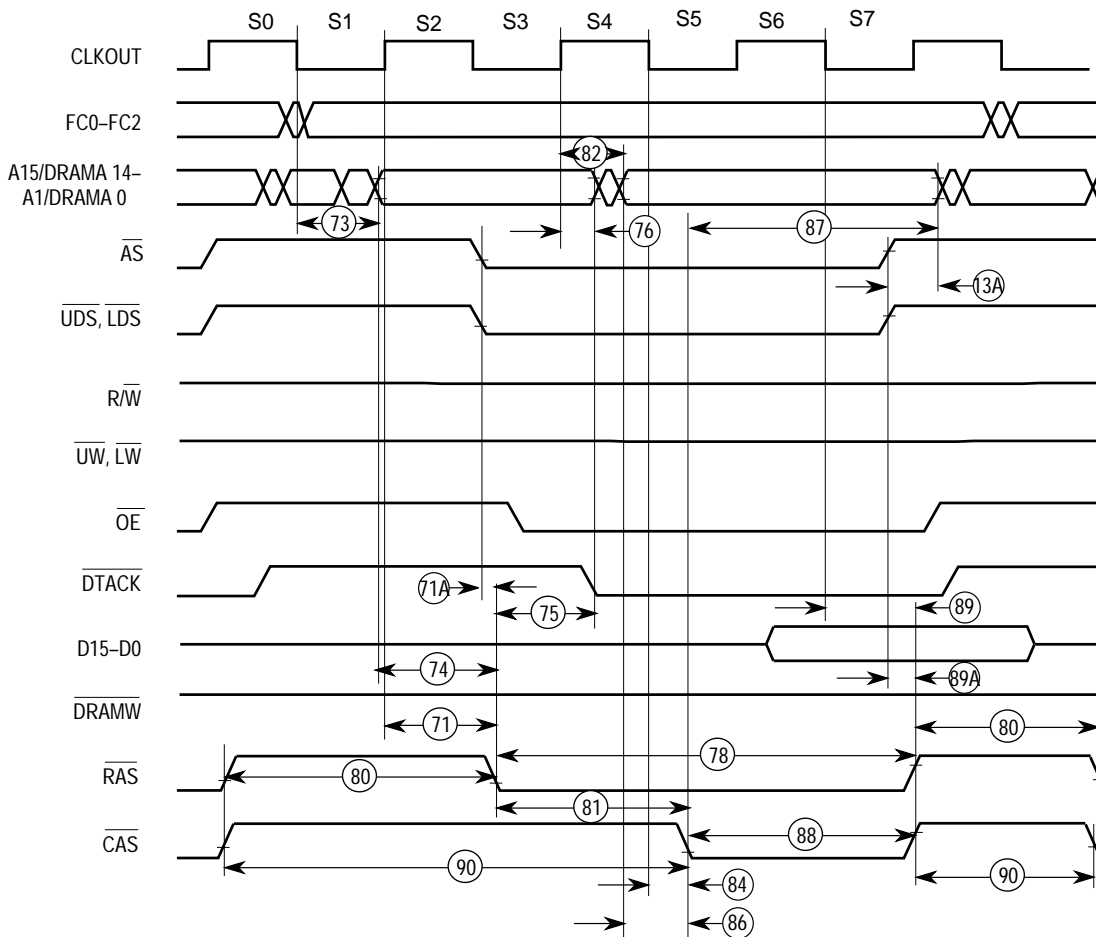 S0 S1 S2 S3 S4 S5 S6 S7
CLKOUT
FC0–FC2
82
A15/DRAMA 14–
A1/DRAMA 0
73 76 87
AS
13A
UDS, LDS
R/W
UW, LW
OE
DTACK
71A
75 89
D15–D0
74 89A
DRAMW
71 80
78
RAS
80
81
CAS
88
90 90
84
86